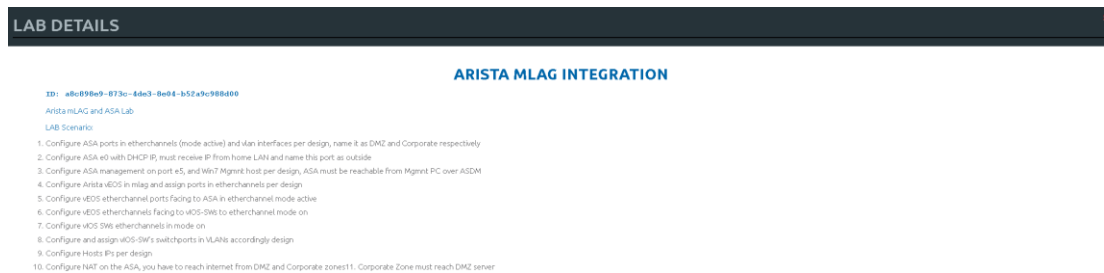 LAB DETAILS
ARISTA MLAG INTEGRATION
ID: a8c898e9-873c-4de3-8e04-b52a9c988d00
Arista mLAG and ASA Lab
LAB Scenario:
1. Configure ASA ports in etherchannels (mode active) and vlan interfaces per design, name it as DMZ and Corporate respectively
2. Configure ASA e0 with DHCP IP, must receive IP from home LAN and name this port as outside
3. Configure ASA management on port e5, and Win7 Mgmnt host per design, ASA must be reachable from Mgmnt PC over ASDM
4. Configure Arista vEOS in mlag and assign ports in etherchannels per design
5. Configure vEOS etherchannel ports facing to ASA in etherchannel mode active
6. Configure vEOS etherchannels facing to vIOS-SWs to etherchannel mode on
7. Configure vIOS SWs etherchannels in mode on
8. Configure and assign vIOS-SW's switchports in VLANs accordingly design
9. Configure Hosts IPs per design
10. Configure NAT on the ASA, you have to reach internet from DMZ and Corporate zones11. Corporate Zone must reach DMZ server